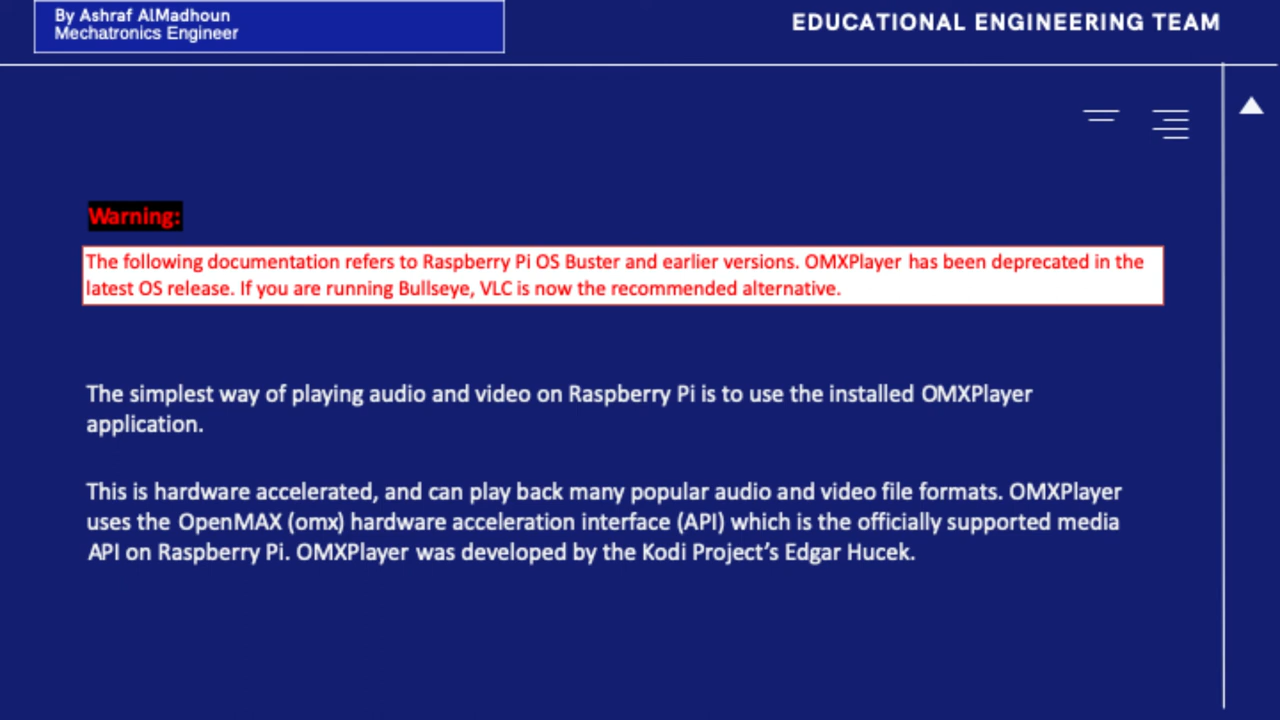 By Ashraf AlMadhoun
Mechatronics Engineer
EDUCATIONAL ENGINEERING TEAM
Warning:
The following documentation refers to Raspberry Pi OS Buster and earlier versions. OMXPlayer has been deprecated in the
latest OS release. If you are running Bullseye, VLC is now the recommended alternative.
The simplest way of playing audio and video on Raspberry Pi is to use the installed OMXPlayer
application.
This is hardware accelerated, and can play back many popular audio and video file formats. OMXPlayer
uses the OpenMAX (omx) hardware acceleration interface (API) which is the officially supported media
API on Raspberry Pi. OMXPlayer was developed by the Kodi Project’s Edgar Hucek.